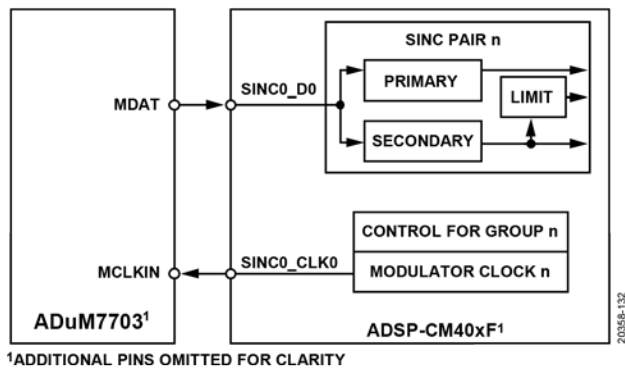 SINC PAIR n
SINC0_D0
PRIMARY
MDAT
LIMIT
SECONDARY
CONTROL FOR GROUP n
SINC0_CLK0
MCLKIN
MODULATOR CLOCK n
ADuM7703¹
ADSP-CM40xF¹
20358-132
¹ADDITIONAL PINS OMITTED FOR CLARITY